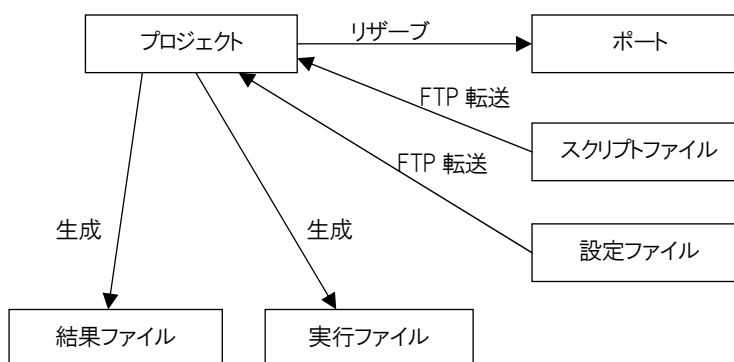 プロジェクト
リザーブ
ポート
FTP 転送
スクリプトファイル
FTP 転送
設定ファイル
生成
生成
結果ファイル
実行ファイル